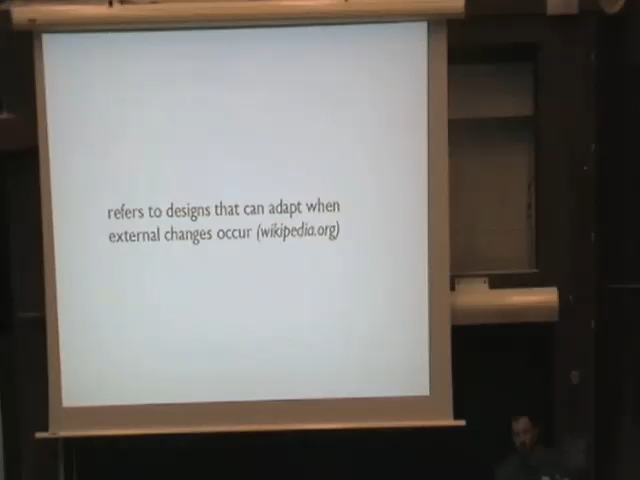 refers to designs that can adapt when
external changes occur (wikipedia.org)